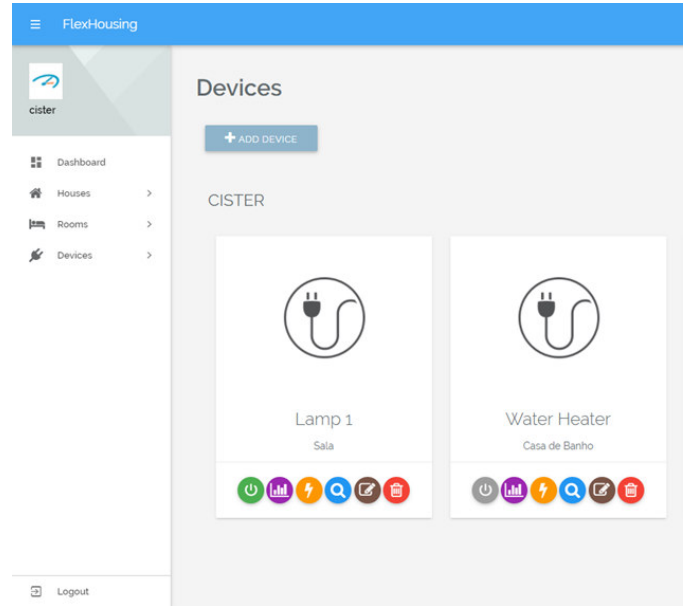 FlexHousing
cister
Dashboard
Houses
Rooms
Devices
Logout
Devices
ADD DEVICE
CISTER
Lamp 1
Sala
Water Heater
Casa de Banho